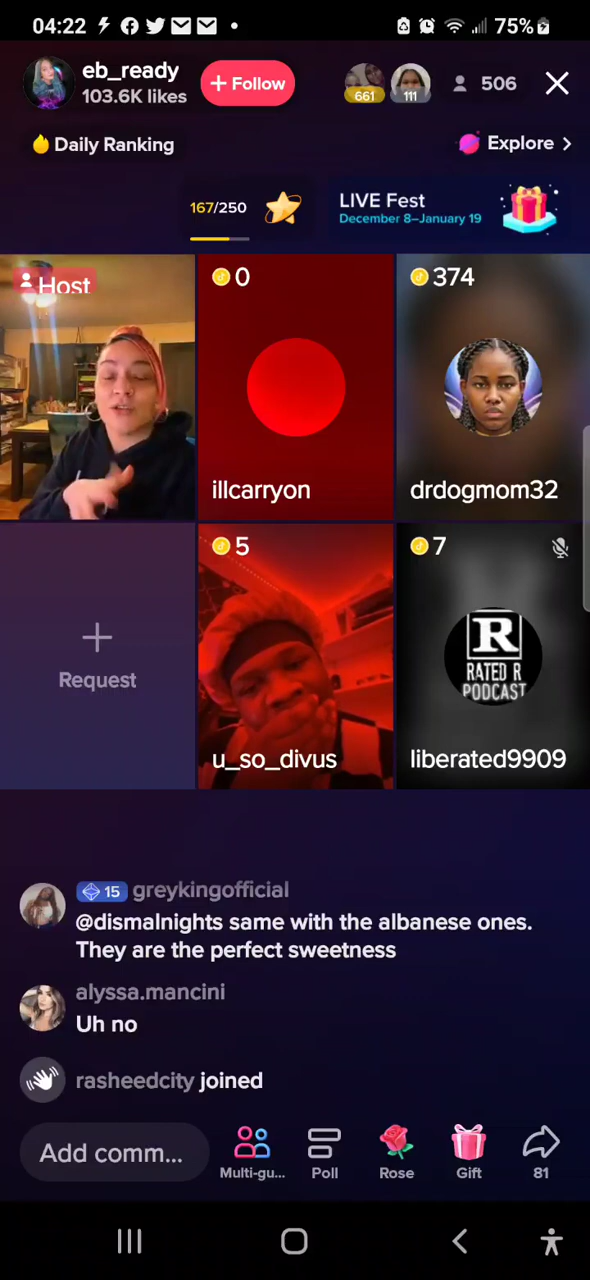 04:22
75%
eb_ready
103.6K likes
+ Follow
661
111
506
Daily Ranking
Explore >
167/250
LIVE Fest
December 8–January 19
Host
0
374
illcarryon
drdogmom32
5
7
Request
R
RATED R
PODCAST
u_so_divus
liberated9909
15 greykingofficial
@dismalnights same with the albanese ones.
They are the perfect sweetness
alyssa.mancini
Uh no
rasheedcity joined
Add comm...
Multi-gu...
Poll
Rose
Gift
81